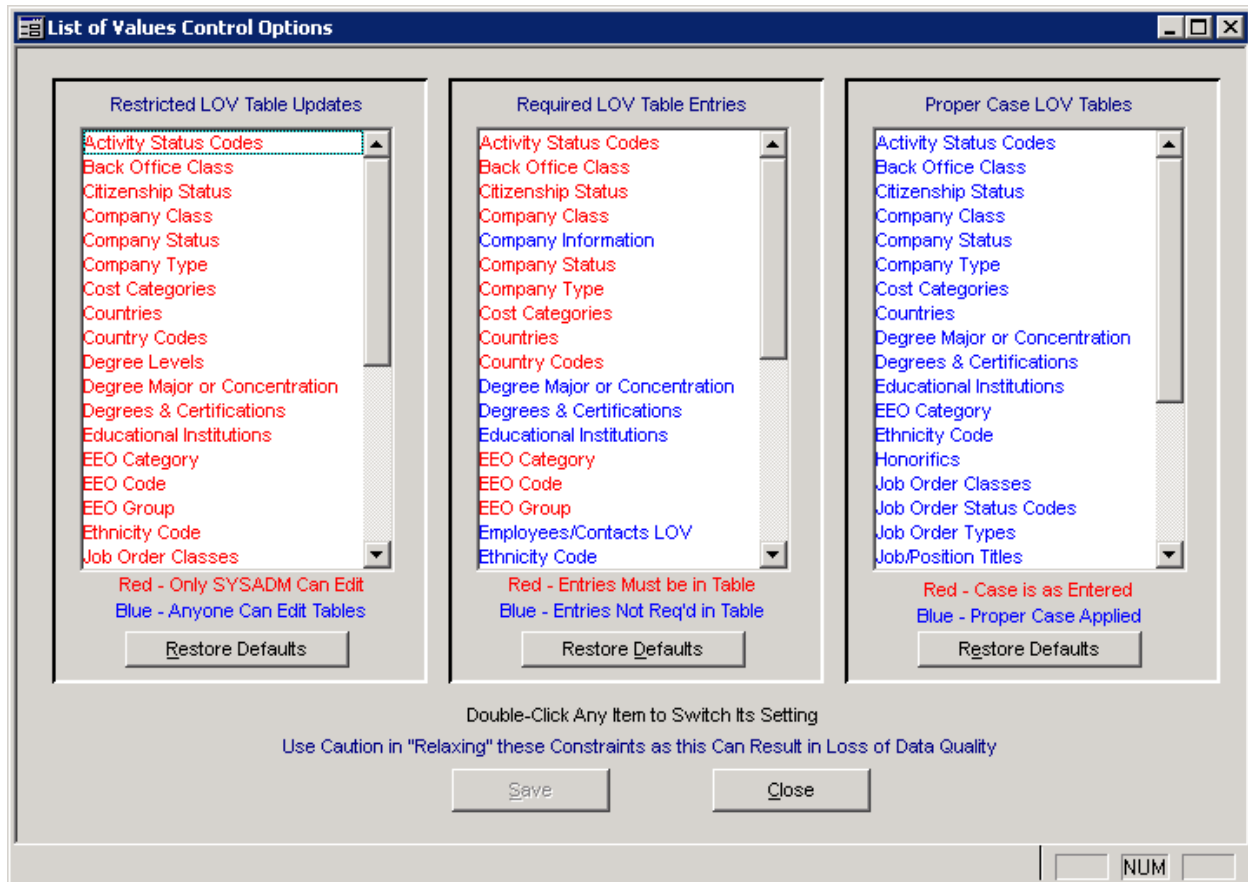 List of Values Control Options
Restricted LOV Table Updates
Activity Status Codes
Back Office Class
Citizenship Status
Company Class
Company Status
Company Type
Cost Categories
Countries
Country Codes
Degree Levels
Degree Major or Concentration
Degrees & Certifications
Educational Institutions
EEO Category
EEO Code
EEO Group
Ethnicity Code
Job Order Classes
Red - Only SYSADM Can Edit
Blue - Anyone Can Edit Tables
Restore Defaults
Required LOV Table Entries
Activity Status Codes
Back Office Class
Citizenship Status
Company Class
Company Information
Company Status
Company Type
Cost Categories
Countries
Country Codes
Degree Major or Concentration
Degrees & Certifications
Educational Institutions
EEO Category
EEO Code
EEO Group
Employees/Contacts LOV
Ethnicity Code
Red - Entries Must be in Table
Blue - Entries Not Req'd in Table
Restore Defaults
Proper Case LOV Tables
Activity Status Codes
Back Office Class
Citizenship Status
Company Class
Company Status
Company Type
Cost Categories
Countries
Degree Major or Concentration
Degrees & Certifications
Educational Institutions
EEO Category
Ethnicity Code
Honorifics
Job Order Classes
Job Order Status Codes
Job Order Types
Job/Position Titles
Red - Case is as Entered
Blue - Proper Case Applied
Restore Defaults
Double-Click Any Item to Switch Its Setting
Use Caution in "Relaxing" these Constraints as this Can Result in Loss of Data Quality
Save
Close
NUM